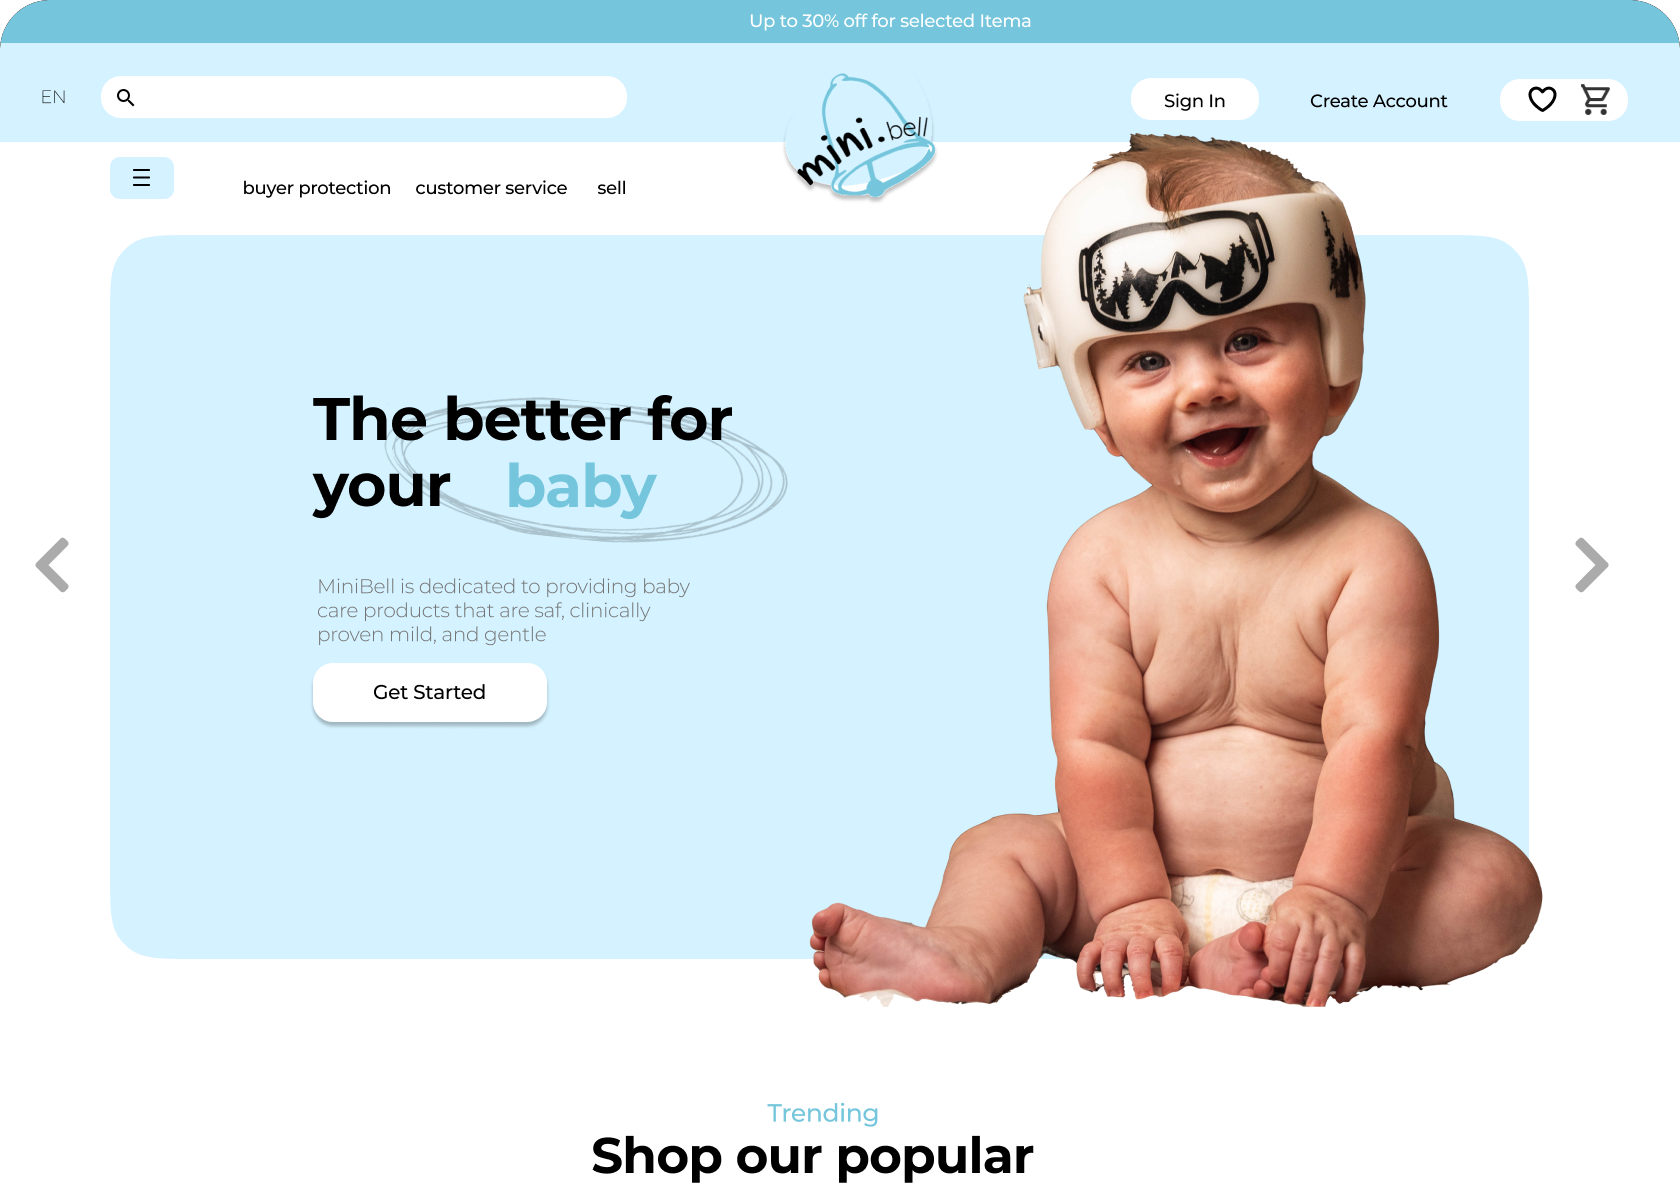 Up to 30% off for selected Itema
EN
mini.bell
Sign In
Create Account
buyer protection
customer service
sell
The better for
your baby
MiniBell is dedicated to providing baby
care products that are saf, clinically
proven mild, and gentle
Get Started
Trending
Shop our popular